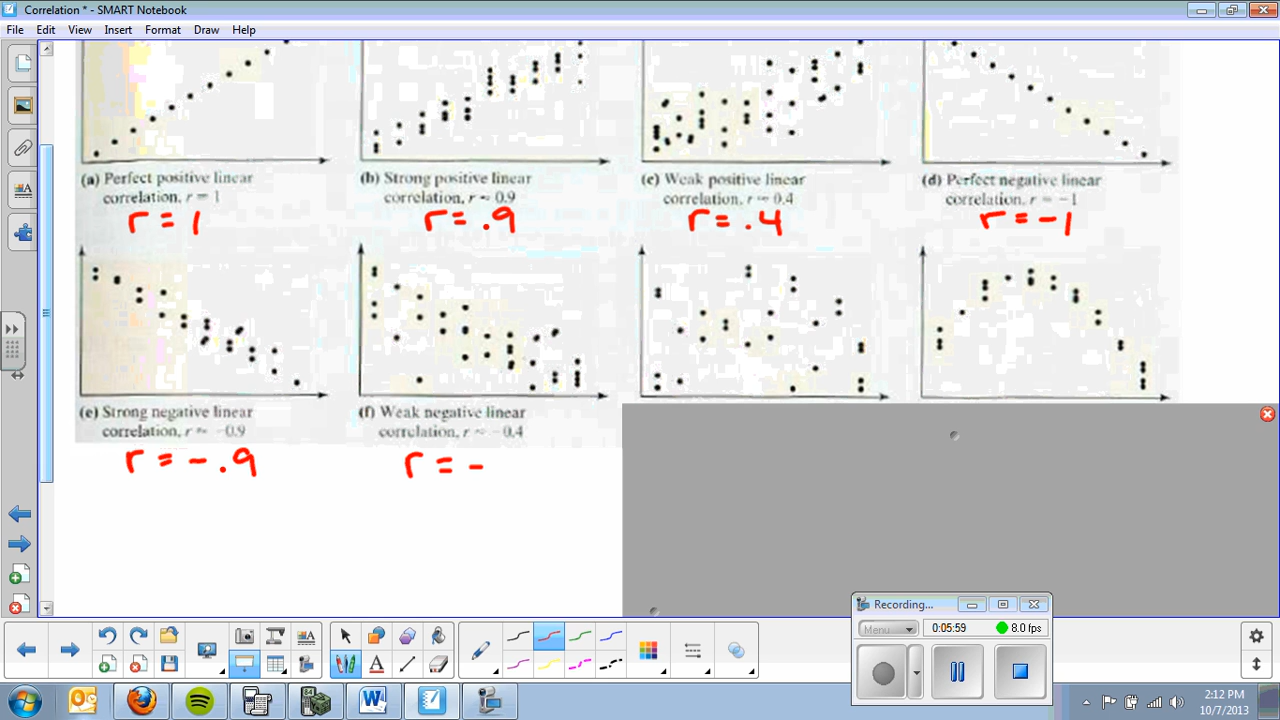 Correlation * - SMART Notebook
File Edit View Insert Format Draw Help
(a) Perfect positive linear
correlation, r = 1
r = 1
(b) Strong positive linear
correlation, r ≈ 0.9
r = .9
(c) Weak positive linear
correlation, r ≈ 0.4
r = .4
(d) Perfect negative linear
correlation, r = -1
r = -1
(e) Strong negative linear
correlation, r ≈ -0.9
r = -.9
(f) Weak negative linear
correlation, r ≈ -0.4
r = -
Recording...
Menu 0:05:59 8.0 fps
2:12 PM
10/7/2013